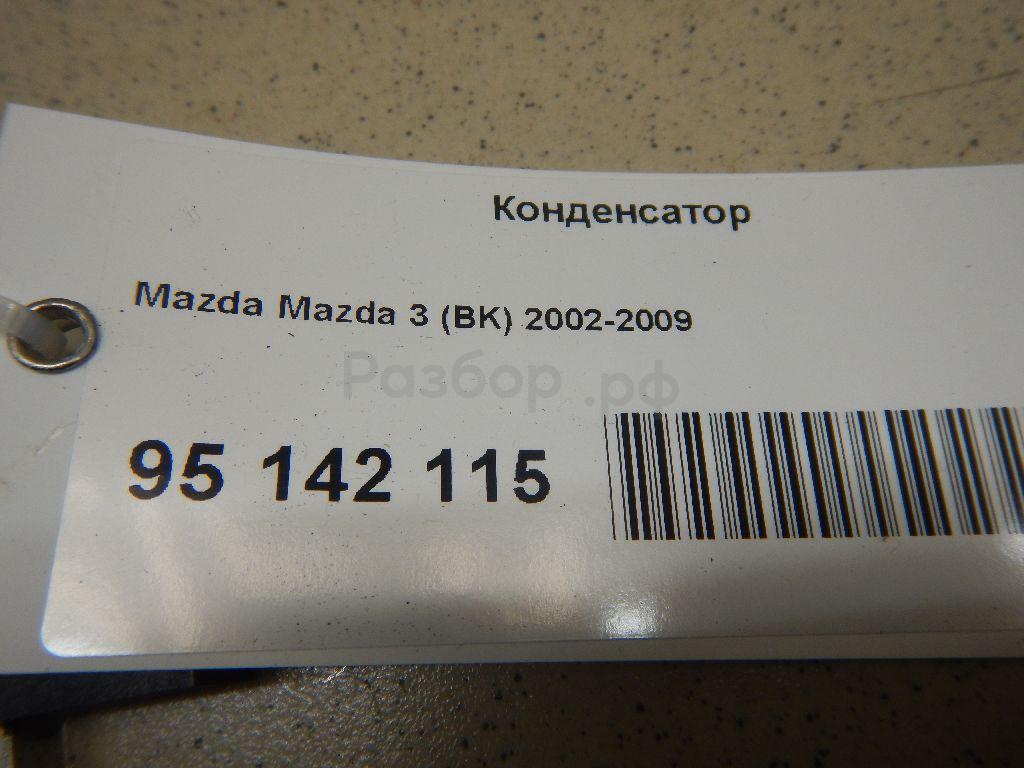 Конденсатор
Mazda Mazda 3 (BK) 2002-2009
Разбор.рф
95 142 115